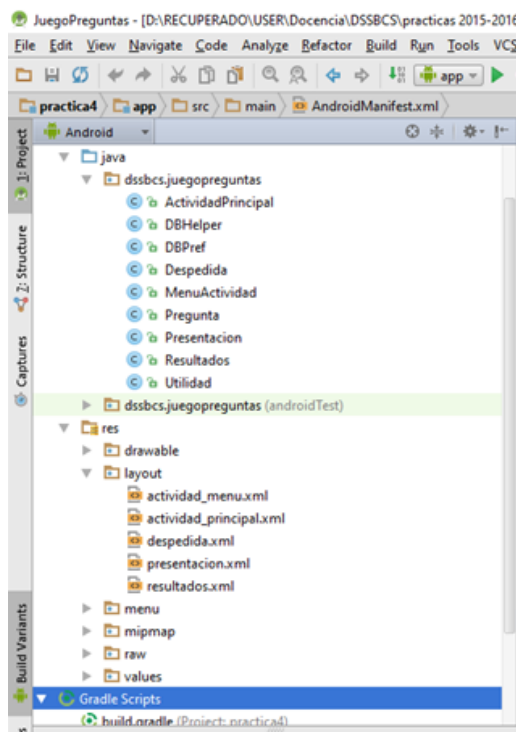 JuegoPreguntas - [D:\RECUPERADO\USER\Docencia\DSSBCS\practicas 2015-2016
File Edit View Navigate Code Analyze Refactor Build Run Tools VCS
app
practica4 app src main AndroidManifest.xml
Android
1: Project
Z: Structure
Captures
Build Variants
java
dssbcs.juegopreguntas
ActividadPrincipal
DBHelper
DBPref
Despedida
MenuActividad
Pregunta
Presentacion
Resultados
Utilidad
dssbcs.juegopreguntas (androidTest)
res
drawable
layout
actividad_menu.xml
actividad_principal.xml
despedida.xml
presentacion.xml
resultados.xml
menu
mipmap
raw
values
Gradle Scripts
build.gradle (Project: practica4)